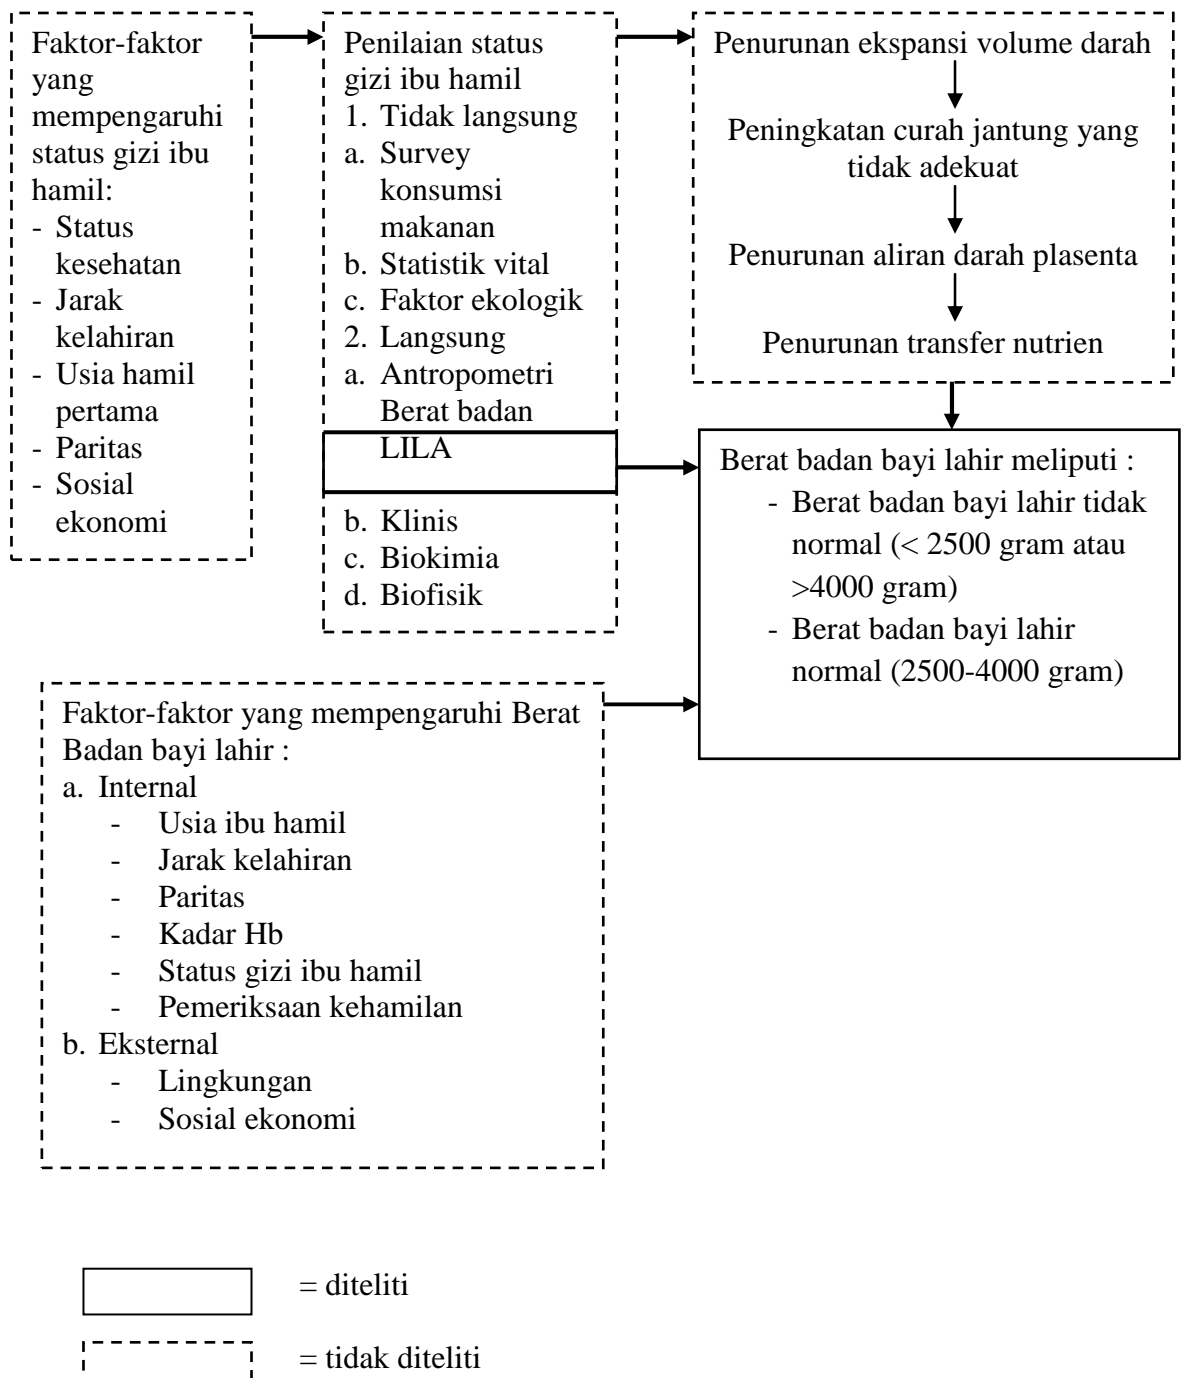 Faktor-faktor
yang
mempengaruhi
status gizi ibu
hamil:
- Status
kesehatan
- Jarak
kelahiran
- Usia hamil
pertama
- Paritas
- Sosial
ekonomi
Penilaian status
gizi ibu hamil
1. Tidak langsung
a. Survey
konsumsi
makanan
b. Statistik vital
c. Faktor ekologik
2. Langsung
a. Antropometri
Berat badan
LILA
b. Klinis
c. Biokimia
d. Biofisik
Penurunan ekspansi volume darah
Peningkatan curah jantung yang
tidak adekuat
Penurunan aliran darah plasenta
Penurunan transfer nutrien
Berat badan bayi lahir meliputi :
- Berat badan bayi lahir tidak
normal (< 2500 gram atau
>4000 gram)
- Berat badan bayi lahir
normal (2500-4000 gram)
Faktor-faktor yang mempengaruhi Berat
Badan bayi lahir :
a. Internal
- Usia ibu hamil
- Jarak kelahiran
- Paritas
- Kadar Hb
- Status gizi ibu hamil
- Pemeriksaan kehamilan
b. Eksternal
- Lingkungan
- Sosial ekonomi
= diteliti
= tidak diteliti